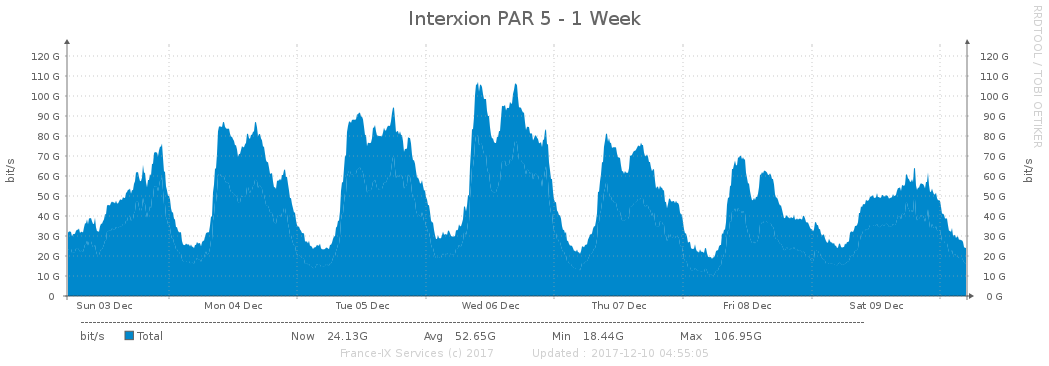 Interxion PAR 5 - 1 Week
RRDTOOL / TOBI OETIKER
bit/s
120 G 120 G
110 G 110 G
100 G 100 G
90 G 90 G
80 G 80 G
70 G 70 G
60 G 60 G
50 G 50 G
40 G 40 G
30 G 30 G
20 G 20 G
10 G 10 G
0 0 G
bit/s
Sun 03 Dec Mon 04 Dec Tue 05 Dec Wed 06 Dec Thu 07 Dec Fri 08 Dec Sat 09 Dec
bit/s Total Now 24.13G Avg 52.65G Min 18.44G Max 106.95G
France-IX Services (c) 2017 Updated : 2017-12-10 04:55:05